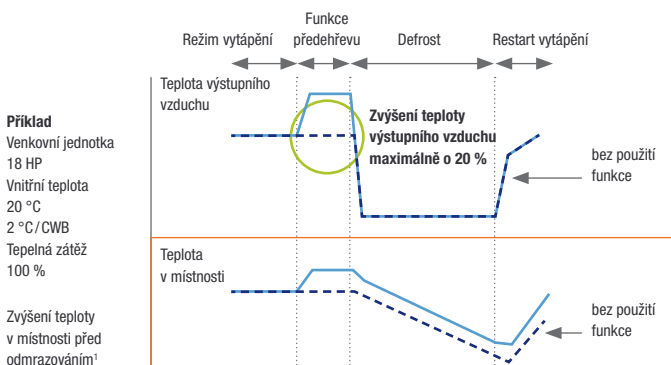 Režim vytápění
Funkce
předehřevu
Defrost
Restart vytápění
Příklad
Venkovní jednotka
18 HP
Vnitřní teplota
20 °C
2 °C/CWB
Tepelná zátěž
100 %
Zvýšení teploty
v místnosti před
odmrazováním¹
Teplota výstupního
vzduchu
Zvýšení teploty
výstupního vzduchu
maximálně o 20 %
bez použití
funkce
Teplota
v místnosti
bez použití
funkce